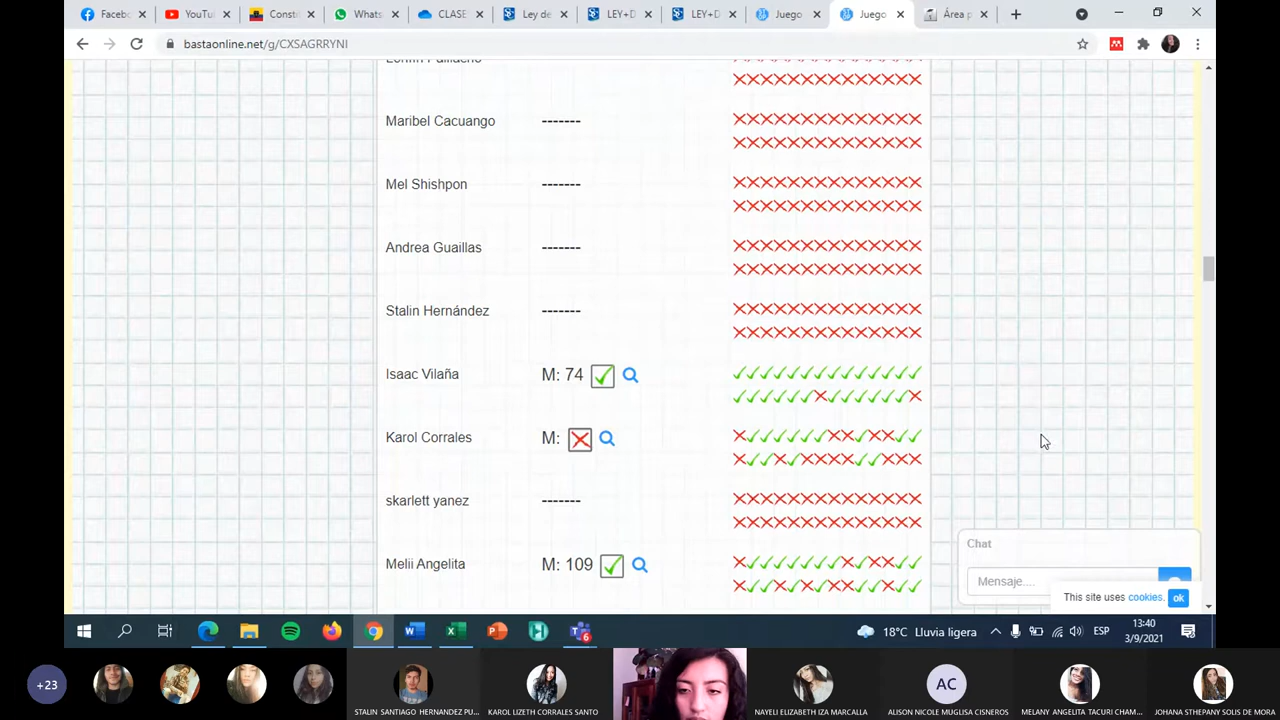 Facebo
YouTu
Constit
Whats
CLASE
Ley de
LEY+D
LEY+D
Juego
Juego
Área p
bastaonline.net/g/CXSAGRRYNI
Maribel Cacuango -------
Mel Shishpon -------
Andrea Guaillas -------
Stalin Hernández -------
Isaac Vilaña M: 74
Karol Corrales M:
skarlett yanez -------
Melii Angelita M: 109
Chat
Mensaje....
This site uses cookies. ok
18°C Lluvia ligera ESP 13:40
3/9/2021
+23
AC
STALIN SANTIAGO HERNANDEZ PU...
KAROL LIZETH CORRALES SANTO
NAYELI ELIZABETH IZA MARCALLA
ALISON NICOLE MUGLISA CISNEROS
MELANY ANGELITA TACURI CHAM...
JOHANA STHEPANY SOLIS DE MORA